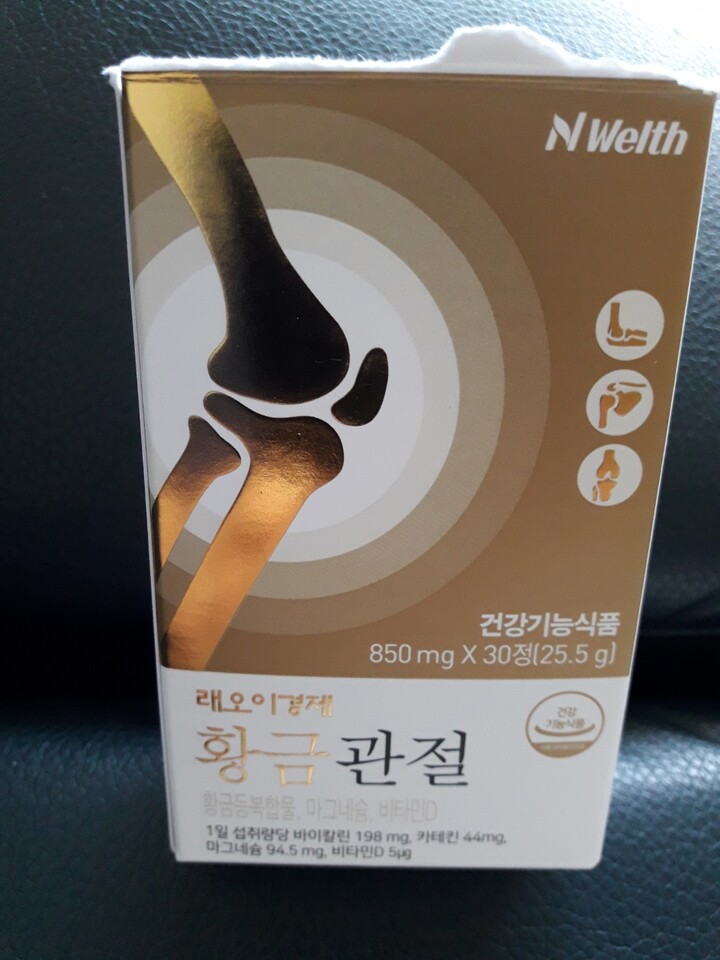 N Welth
건강기능식품
850 mg X 30정(25.5 g)
래오이경제
건강
기능식품
황금관절
황금등복합물, 마그네슘, 비타민D
1일 섭취량당 바이칼린 198 mg, 카테킨 44mg,
마그네슘 94.5 mg, 비타민D 5µg